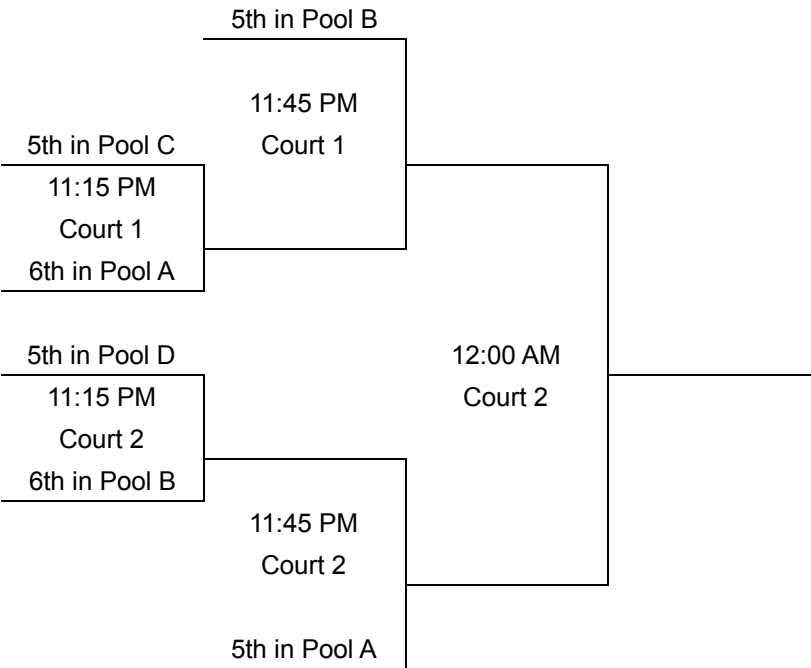 5th in Pool B
11:45 PM
Court 1
5th in Pool C
11:15 PM
Court 1
6th in Pool A
5th in Pool D
11:15 PM
Court 2
6th in Pool B
12:00 AM
Court 2
11:45 PM
Court 2
5th in Pool A